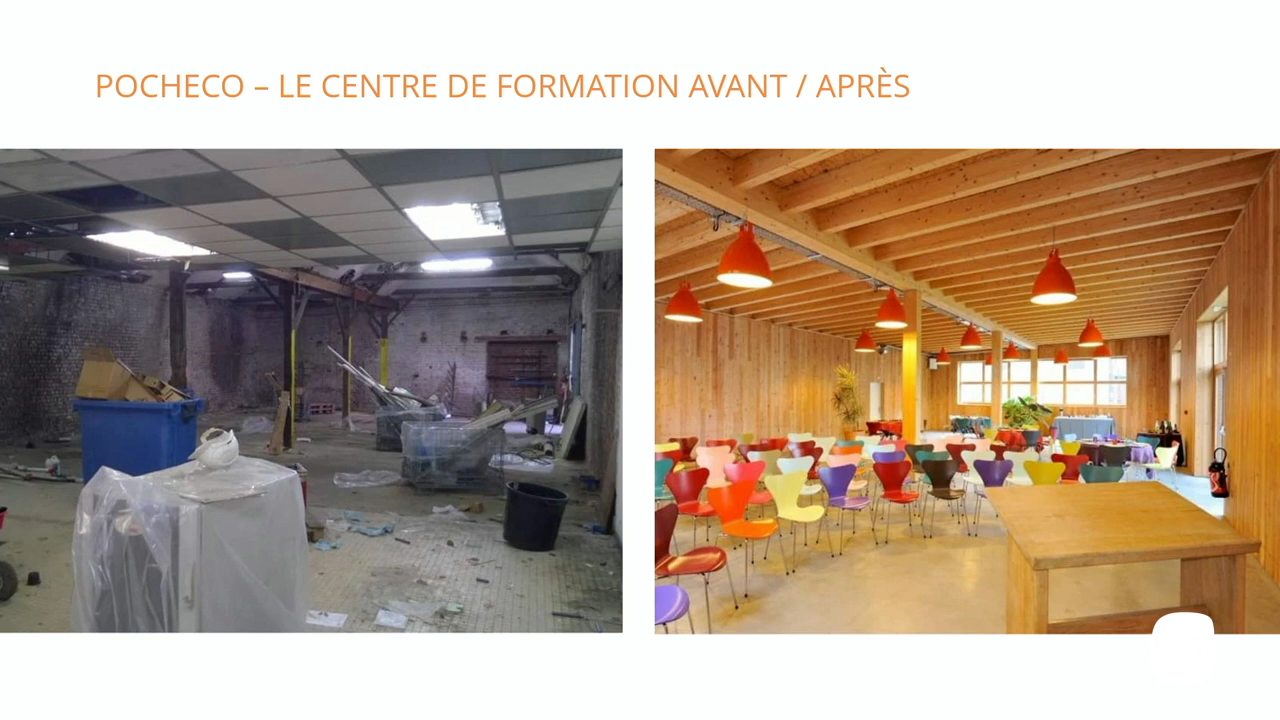 POCHECO – LE CENTRE DE FORMATION AVANT / APRÈS